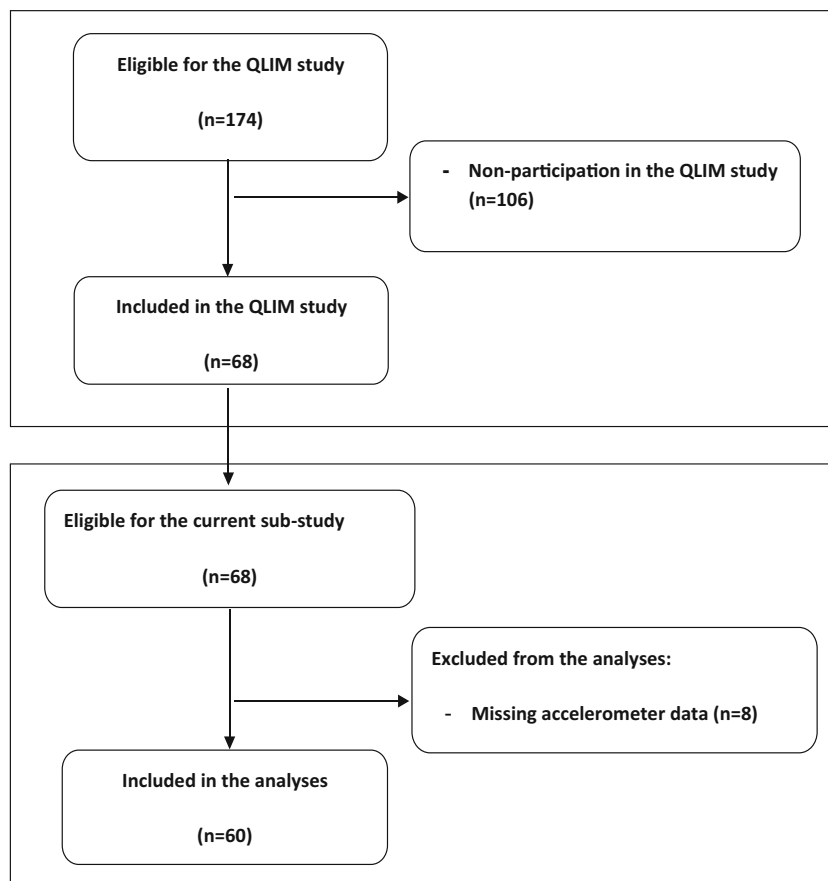 Eligible for the QLIM study
(n=174)
- Non-participation in the QLIM study
(n=106)
Included in the QLIM study
(n=68)
Eligible for the current sub-study
(n=68)
Excluded from the analyses:
- Missing accelerometer data (n=8)
Included in the analyses
(n=60)